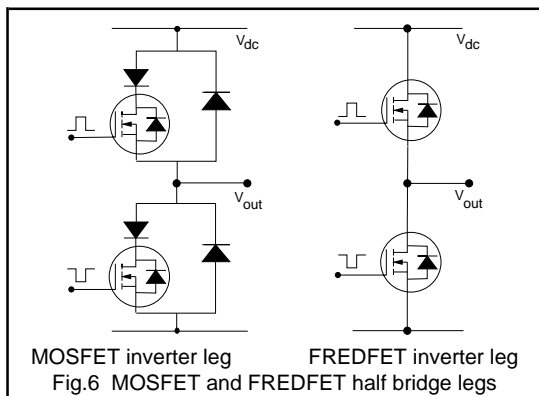 Vdc
Vdc
Vout
Vout
MOSFET inverter leg
FREDFET inverter leg
Fig.6 MOSFET and FREDFET half bridge legs